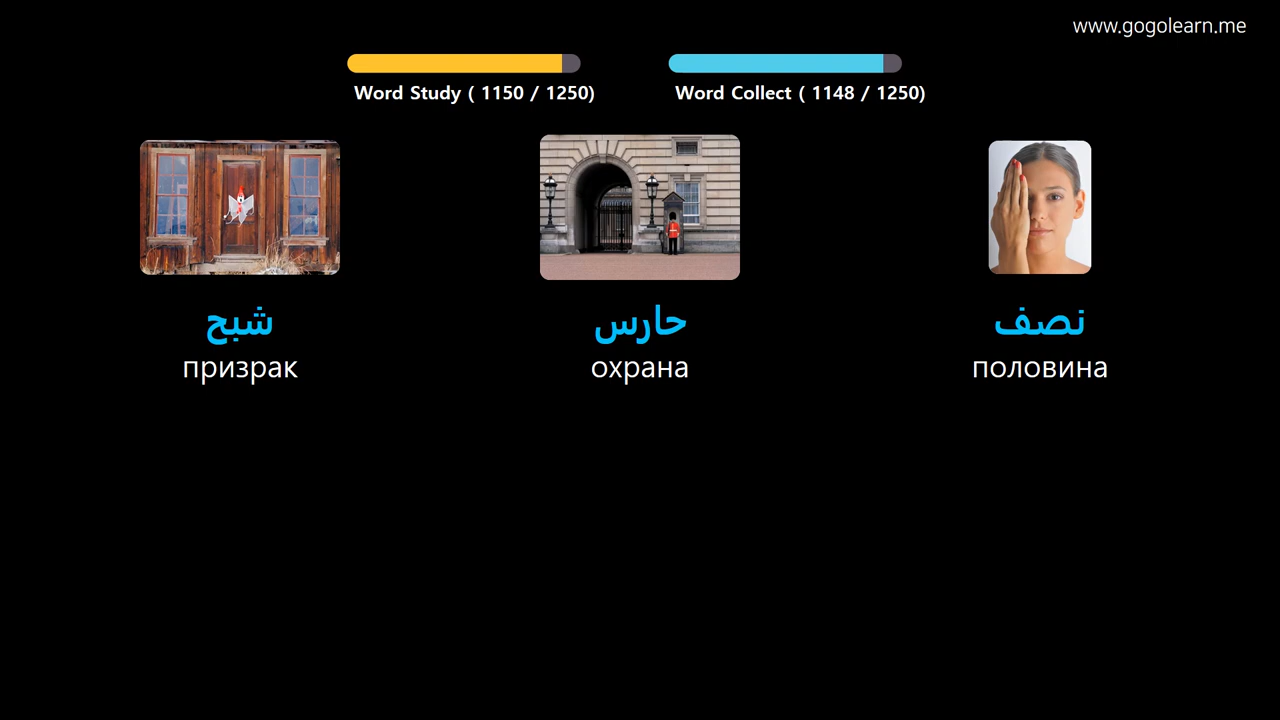 www.gogolearn.me
Word Study ( 1150 / 1250)
Word Collect ( 1148 / 1250)
شبح
призрак
حارس
охрана
نصف
половина